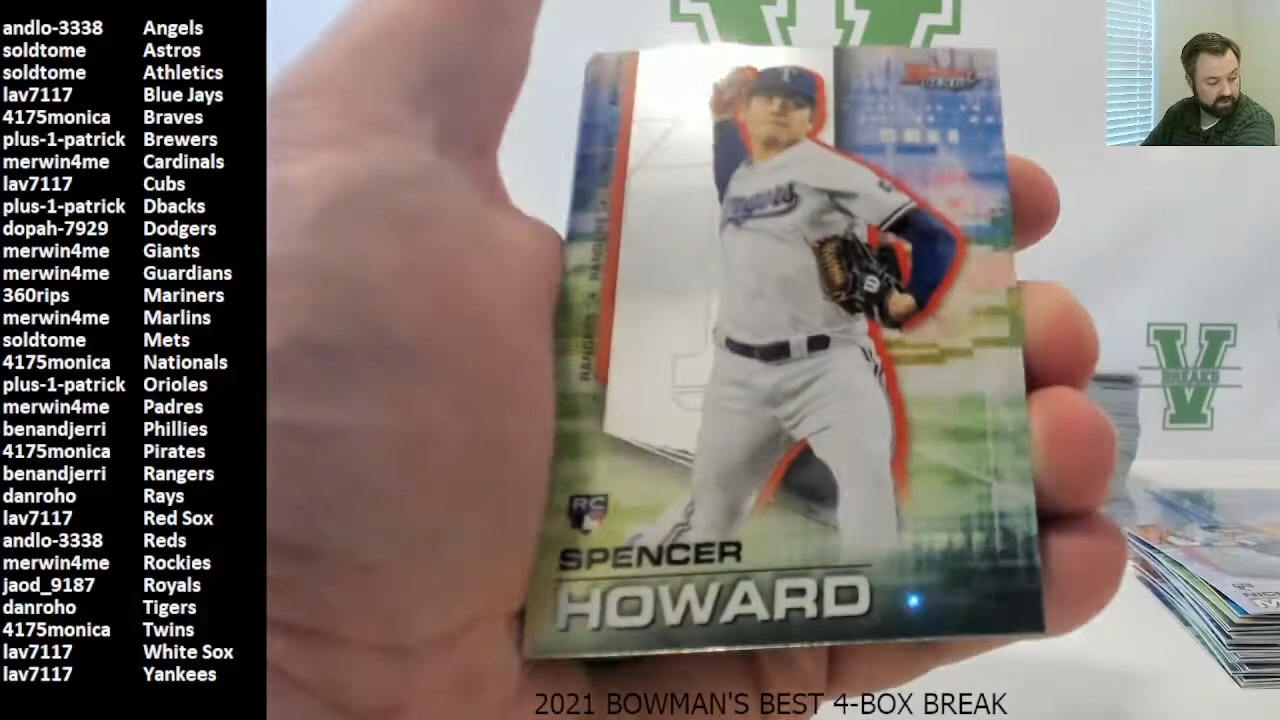 andlo-3338 Angels
soldtome Astros
soldtome Athletics
lav7117 Blue Jays
4175monica Braves
plus-1-patrick Brewers
merwin4me Cardinals
lav7117 Cubs
plus-1-patrick Dbacks
dopah-7929 Dodgers
merwin4me Giants
merwin4me Guardians
360rips Mariners
merwin4me Marlins
soldtome Mets
4175monica Nationals
plus-1-patrick Orioles
merwin4me Padres
benandjerri Phillies
4175monica Pirates
benandjerri Rangers
danroho Rays
lav7117 Red Sox
andlo-3338 Reds
merwin4me Rockies
jaod_9187 Royals
danroho Tigers
4175monica Twins
lav7117 White Sox
lav7117 Yankees
T
Rangers
RANGERS
RC
SPENCER
HOWARD
V
BREAKS
2021 BOWMAN'S BEST 4-BOX BREAK